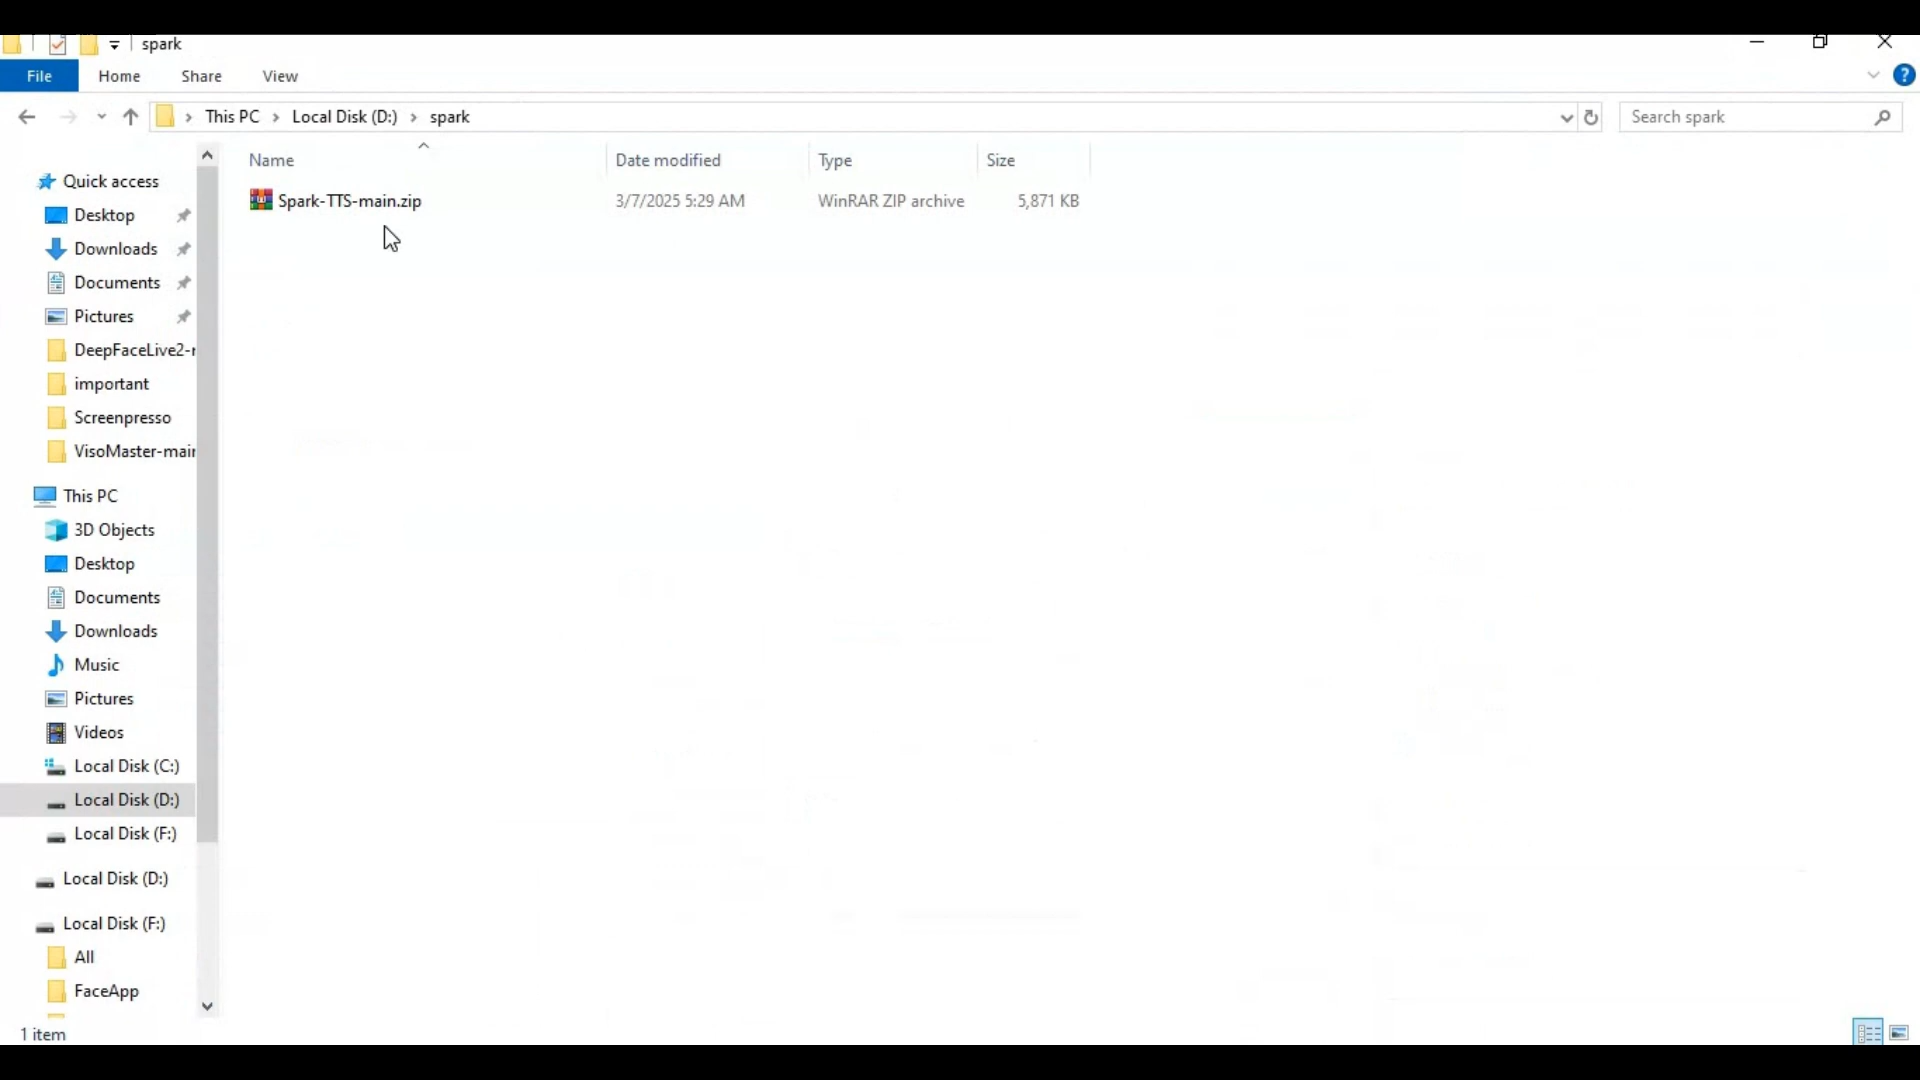 spark
File Home Share View
This PC Local Disk (D:) spark
Search spark
Name Date modified Type Size
Spark-TTS-main.zip 3/7/2025 5:29 AM WinRAR ZIP archive 5,871 KB
Quick access
Desktop
Downloads
Documents
Pictures
DeepFaceLive2-r
important
Screenpresso
VisoMaster-mair
This PC
3D Objects
Desktop
Documents
Downloads
Music
Pictures
Videos
Local Disk (C:)
Local Disk (D:)
Local Disk (F:)
Local Disk (D:)
Local Disk (F:)
All
FaceApp
1 item